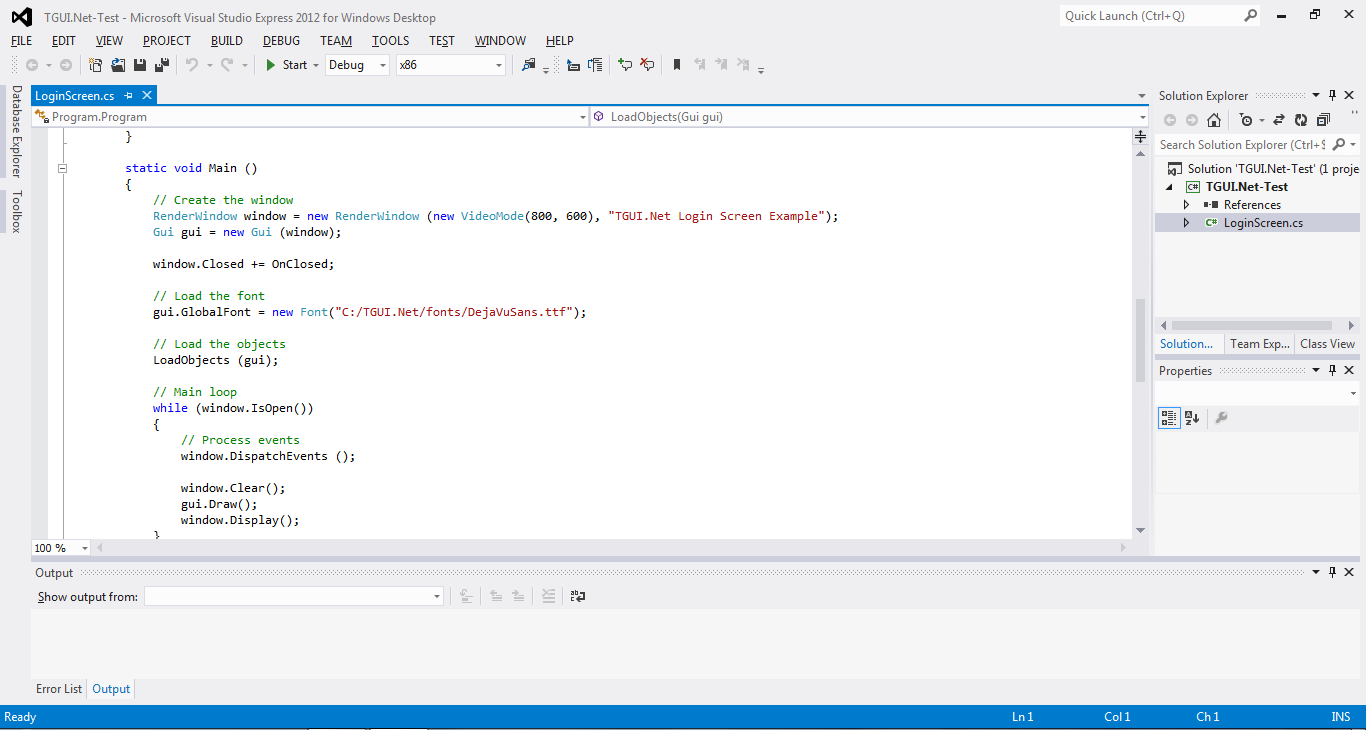 TGUI.Net-Test - Microsoft Visual Studio Express 2012 for Windows Desktop
Quick Launch (Ctrl+Q)
FILE EDIT VIEW PROJECT BUILD DEBUG TEAM TOOLS TEST WINDOW HELP
Start Debug x86
Database Explorer
Toolbox
LoginScreen.cs
Program.Program
LoadObjects(Gui gui)
}
static void Main ()
{
// Create the window
RenderWindow window = new RenderWindow (new VideoMode(800, 600), "TGUI.Net Login Screen Example");
Gui gui = new Gui (window);
window.Closed += OnClosed;
// Load the font
gui.GlobalFont = new Font("C:/TGUI.Net/fonts/DejaVuSans.ttf");
// Load the objects
LoadObjects (gui);
// Main loop
while (window.IsOpen())
{
// Process events
window.DispatchEvents ();
window.Clear();
gui.Draw();
window.Display();
}
100 %
Solution Explorer
Search Solution Explorer (Ctrl+$
Solution 'TGUI.Net-Test' (1 proje
C# TGUI.Net-Test
References
C# LoginScreen.cs
Solution... Team Exp... Class View
Properties
Output
Show output from:
Error List Output
Ready Ln 1 Col 1 Ch 1 INS